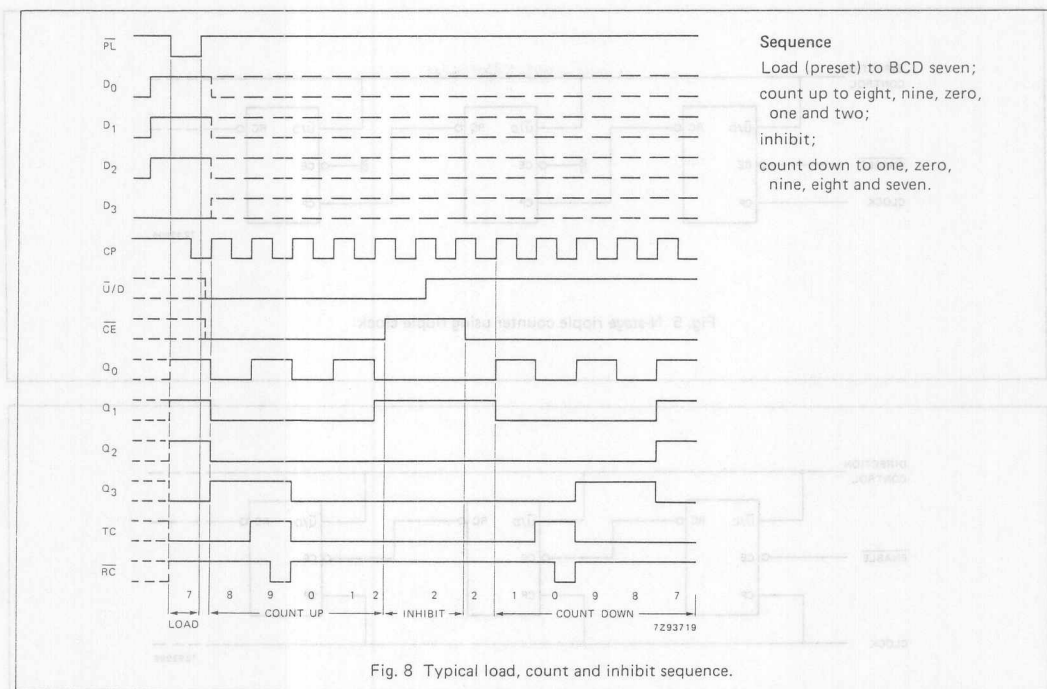 PL
D0
D1
D2
D3
CP
U/D
CE
Q0
Q1
Q2
Q3
TC
RC
7 8 9 0 1 2 2 2 1 0 9 8 7
LOAD COUNT UP INHIBIT COUNT DOWN
7Z93719
Sequence
Load (preset) to BCD seven;
count up to eight, nine, zero,
one and two;
inhibit;
count down to one, zero,
nine, eight and seven.
Fig. 8 Typical load, count and inhibit sequence.
Fig. 5 N-stage ripple counter using ripple clock.
DIRECTION
CONTROL
ENABLE
CLOCK